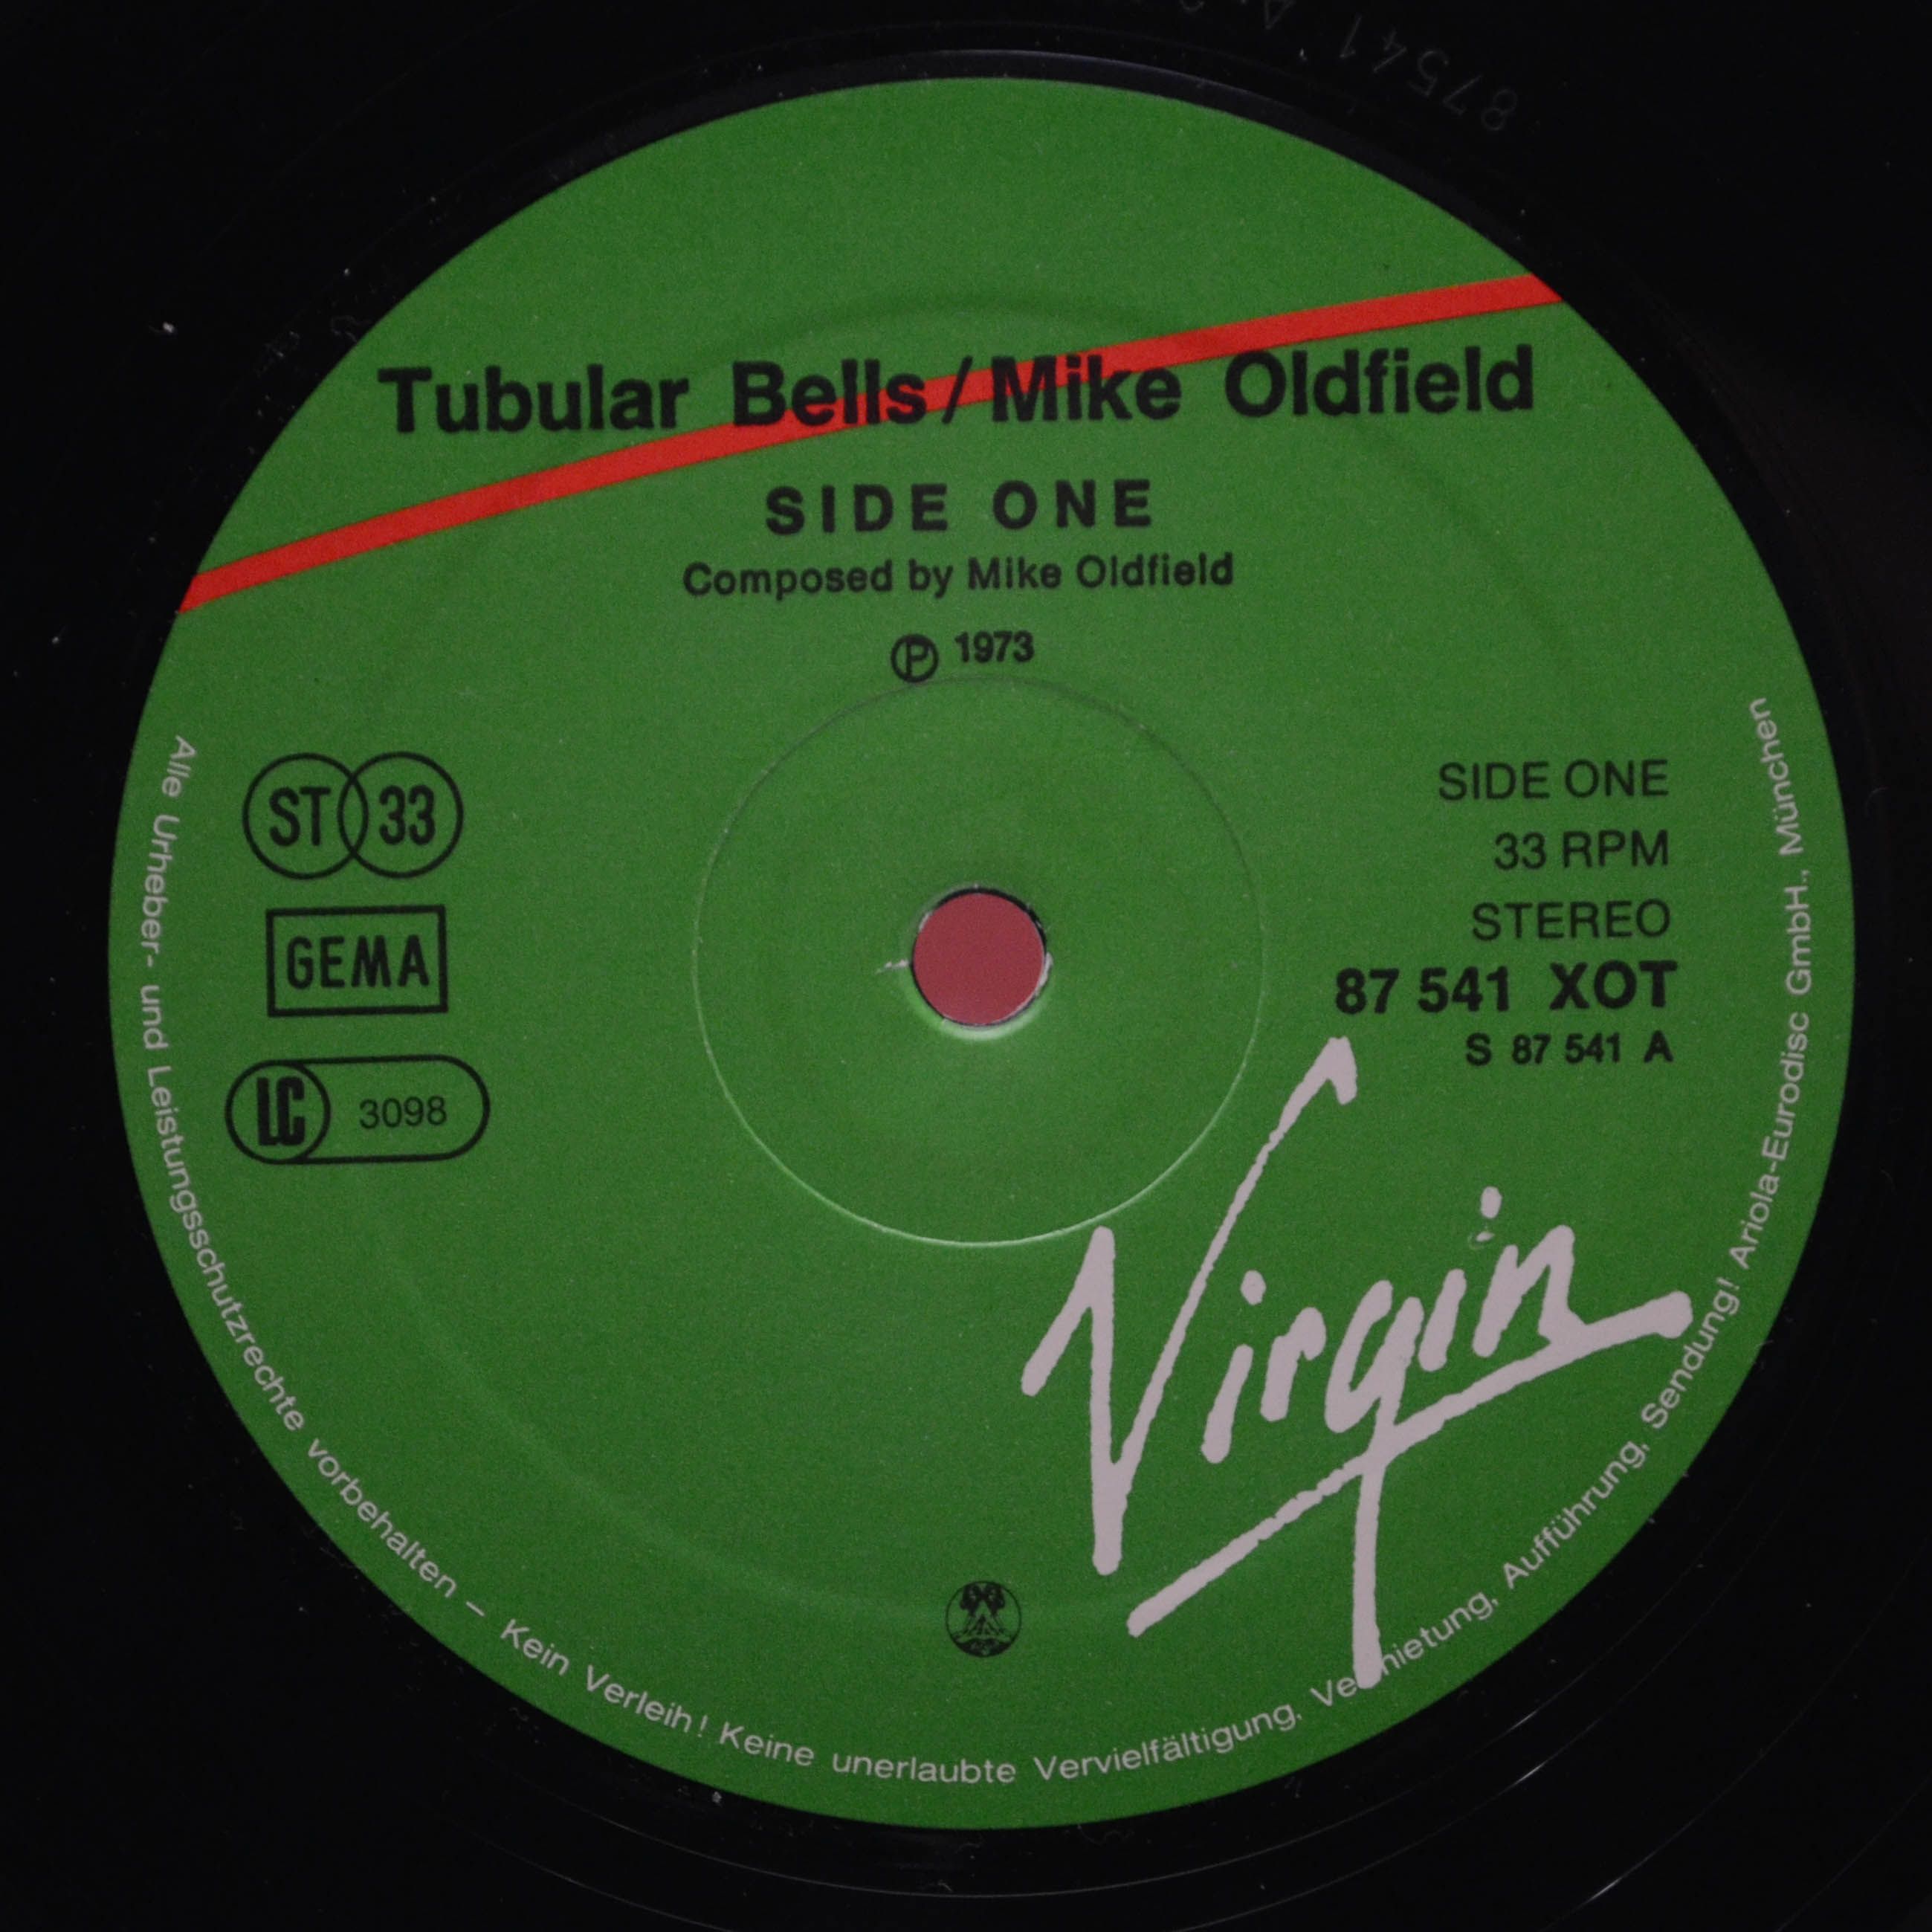 87541 A
Tubular Bells / Mike Oldfield
SIDE ONE
Composed by Mike Oldfield
Ⓟ 1973
ST 33
GEMA
LC 3098
SIDE ONE
33 RPM
STEREO
87 541 XOT
S 87 541 A
Virgin
Alle Urheber- und Leistungsschutzrechte vorbehalten – Kein Verleih! Keine unerlaubte Vervielfältigung, Vermietung, Aufführung, Sendung! Ariola-Eurodisc GmbH., München